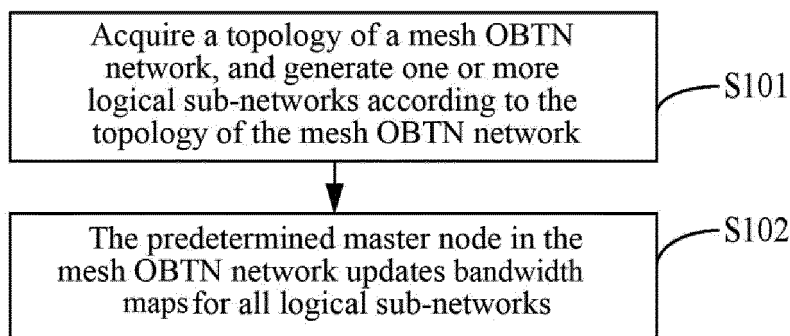 Acquire a topology of a mesh OBTN
network, and generate one or more
logical sub-networks according to the
topology of the mesh OBTN network
S101
The predetermined master node in the
mesh OBTN network updates bandwidth
maps for all logical sub-networks
S102